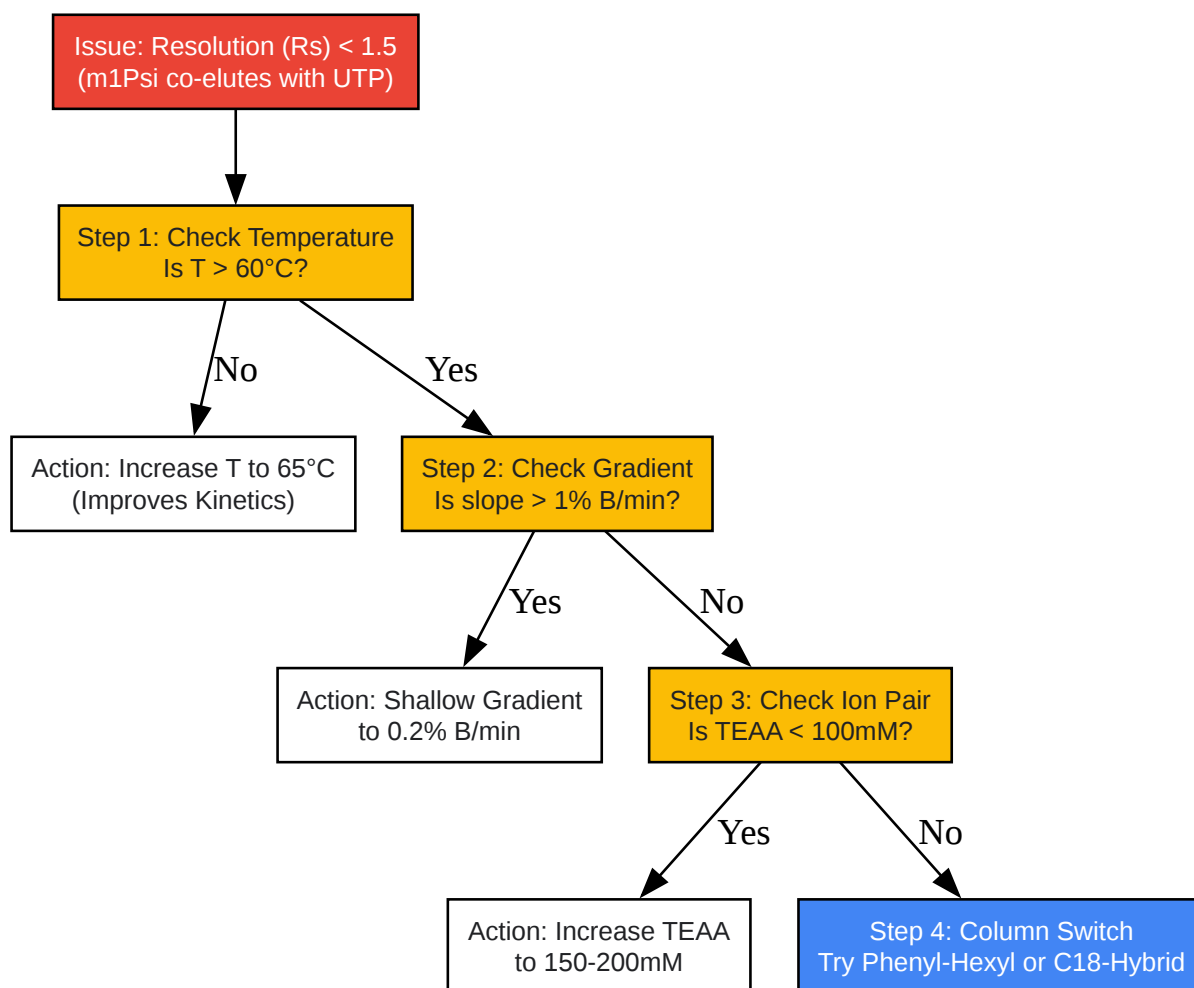 Issue: Resolution (Rs) < 1.5
(m1Psi co-elutes with UTP)
Step 1: Check Temperature
Is T > 60°C?
No
Yes
Action: Increase T to 65°C
(Improves Kinetics)
Step 2: Check Gradient
Is slope > 1% B/min?
Yes
No
Action: Shallow Gradient
to 0.2% B/min
Step 3: Check Ion Pair
Is TEAA < 100mM?
Yes
No
Action: Increase TEAA
to 150-200mM
Step 4: Column Switch
Try Phenyl-Hexyl or C18-Hybrid